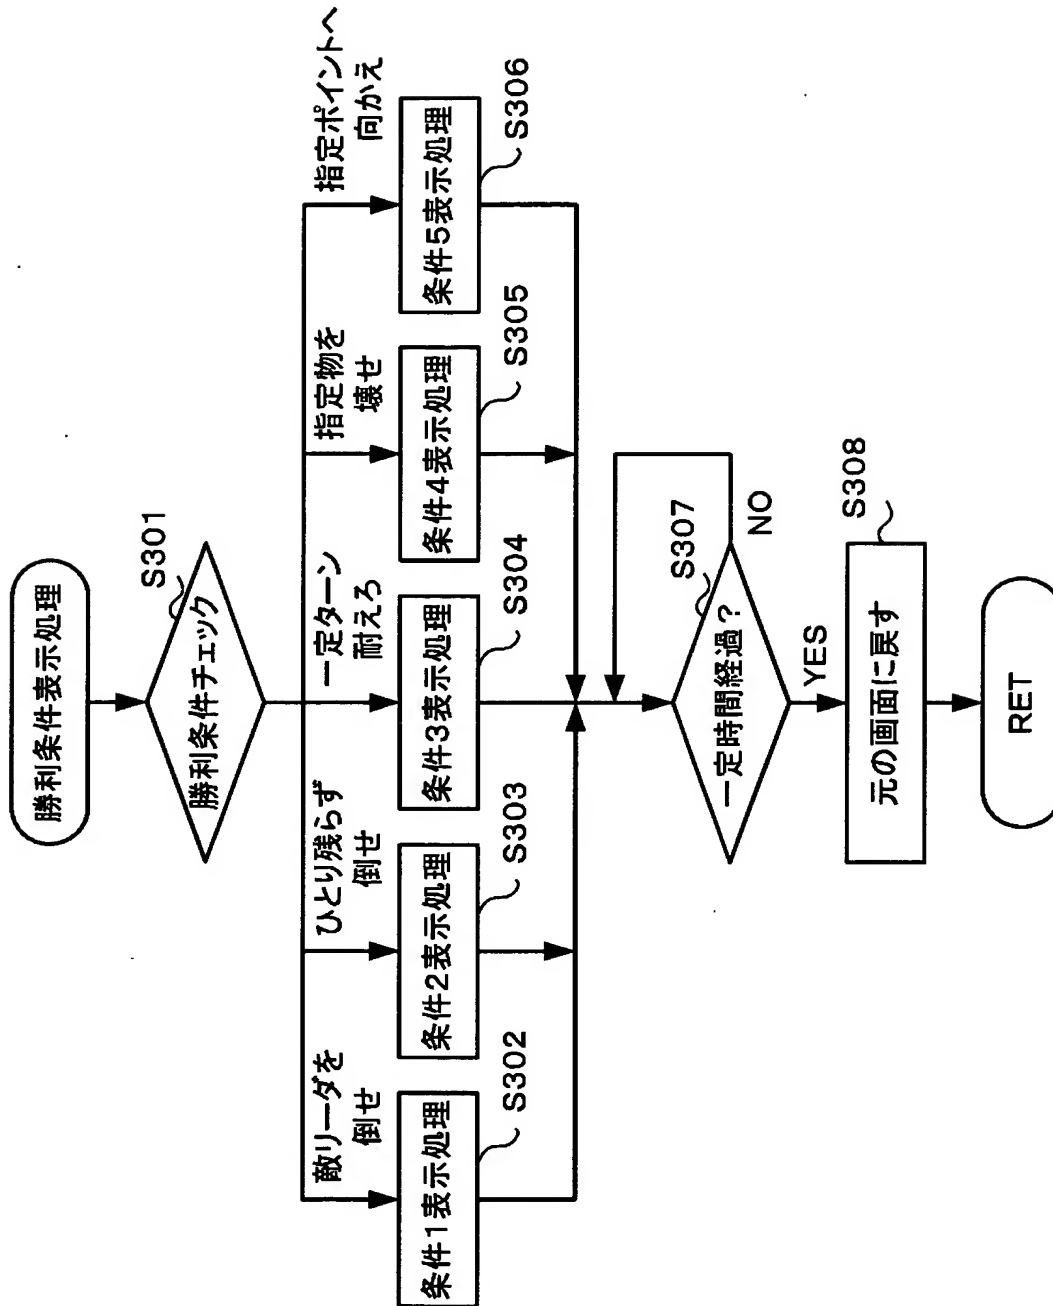 勝利条件表示処理
S301
勝利条件チェック
敵リーダを
倒せ
ひとり残らず
倒せ
一定ターン
耐えろ
指定物を
壊せ
指定ポイントへ
向かえ
条件1表示処理
条件2表示処理
条件3表示処理
条件4表示処理
条件5表示処理
S302
S303
S304
S305
S306
S307
一定時間経過？
NO
YES
S308
元の画面に戻す
RET